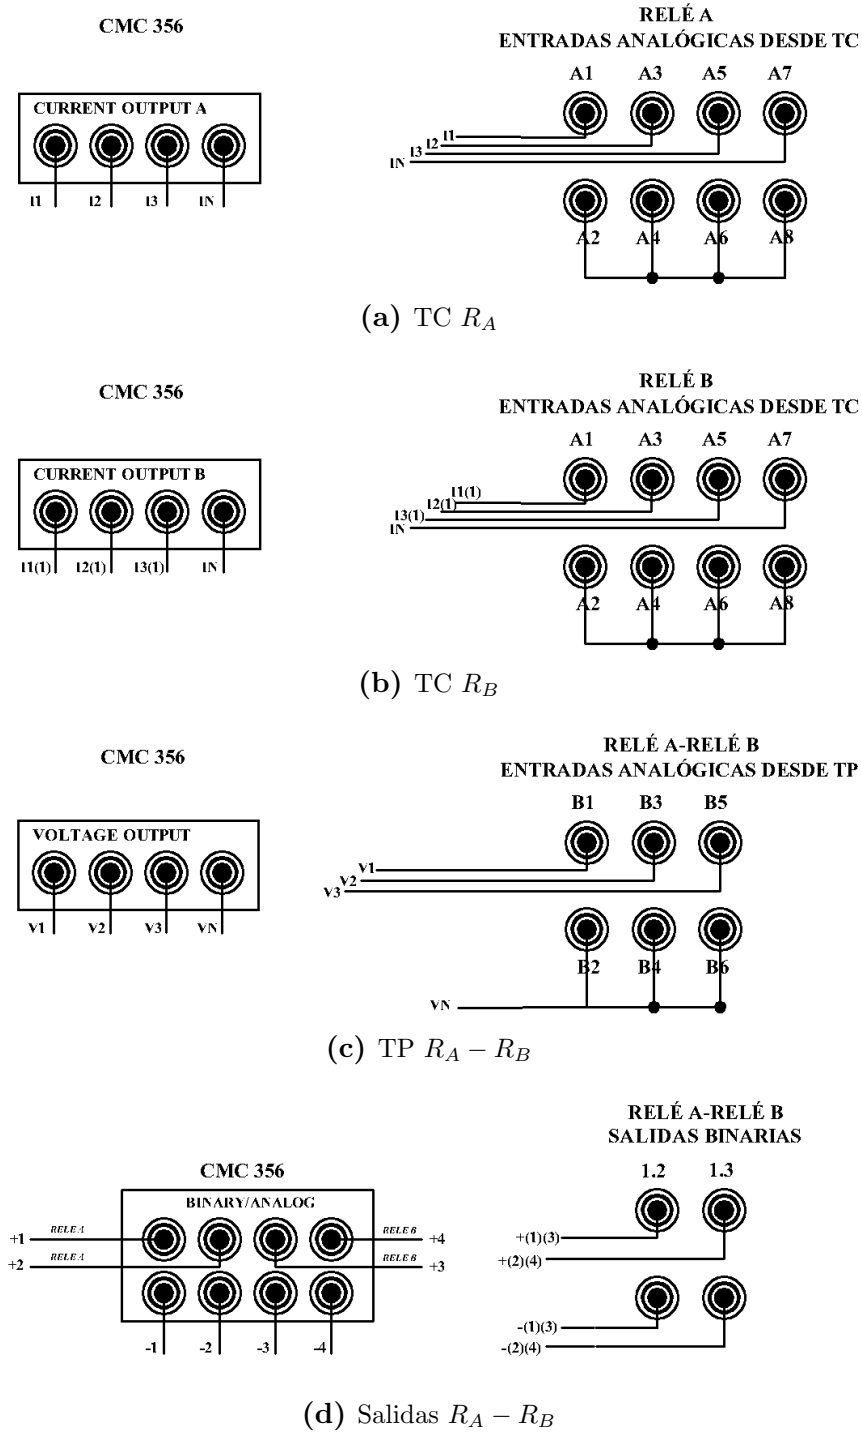 CMC 356
RELÉ A
ENTRADAS ANALÓGICAS DESDE TC
A1 A3 A5 A7
CURRENT OUTPUT A
I1
I2
I3
IN
I1 I2 I3 IN
A2 A4 A6 A8
(a) TC R_A
CMC 356
RELÉ B
ENTRADAS ANALÓGICAS DESDE TC
A1 A3 A5 A7
CURRENT OUTPUT B
I1(1)
I2(1)
I3(1)
IN
I1(1) I2(1) I3(1) IN
A2 A4 A6 A8
(b) TC R_B
CMC 356
RELÉ A-RELÉ B
ENTRADAS ANALÓGICAS DESDE TP
B1 B3 B5
VOLTAGE OUTPUT
V1
V2
V3
V1 V2 V3 VN
B2 B4 B6
VN
(c) TP R_A − R_B
RELÉ A-RELÉ B
SALIDAS BINARIAS
CMC 356
1.2 1.3
BINARY/ANALOG
+1 RELE A RELE B +4
+2 RELE A RELE B +3
+(1)(3)
+(2)(4)
-1 -2 -3 -4
-(1)(3)
-(2)(4)
(d) Salidas R_A − R_B